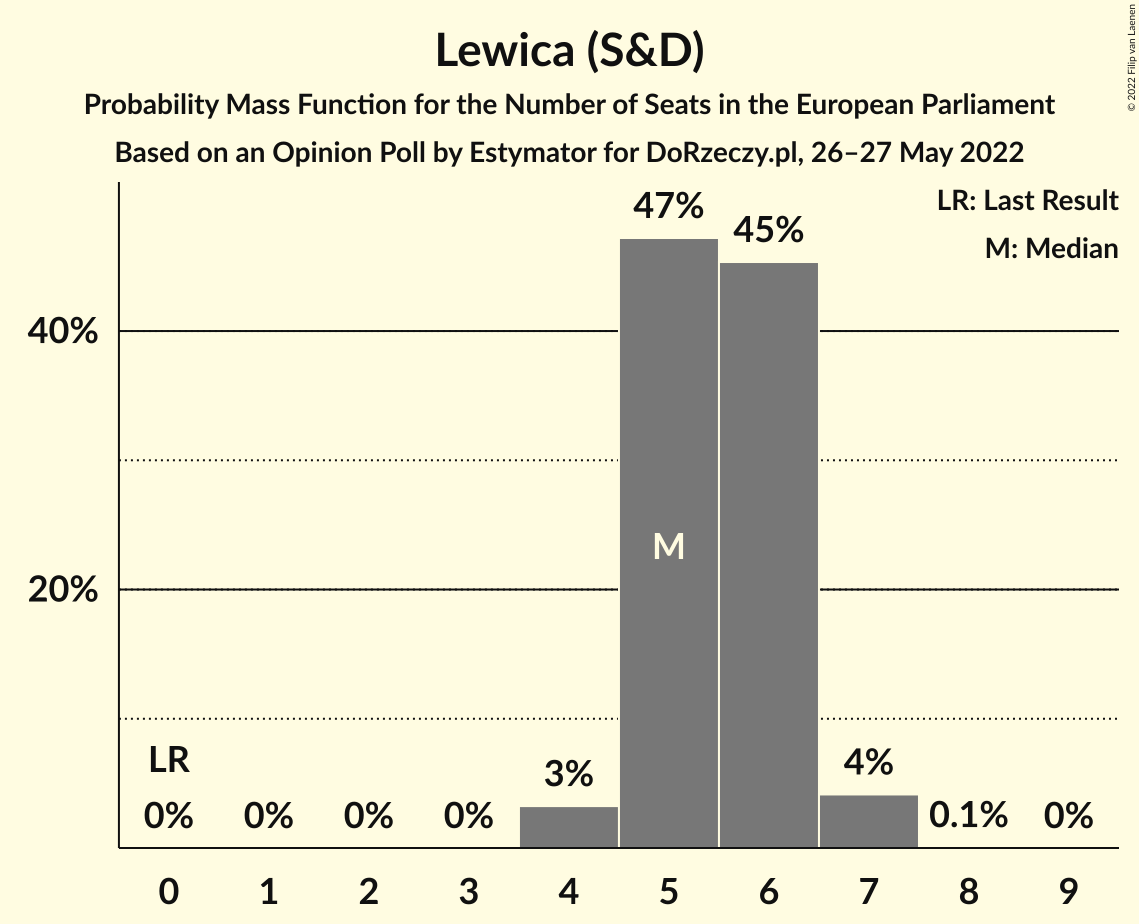 Lewica (S&D)
Probability Mass Function for the Number of Seats in the European Parliament
Based on an Opinion Poll by Estymator for DoRzeczy.pl, 26–27 May 2022
© 2022 Filip van Laenen
LR: Last Result
M: Median
47%
45%
40%
M
20%
LR
0%
0%
0%
0%
3%
4%
0.1%
0%
0 1 2 3 4 5 6 7 8 9